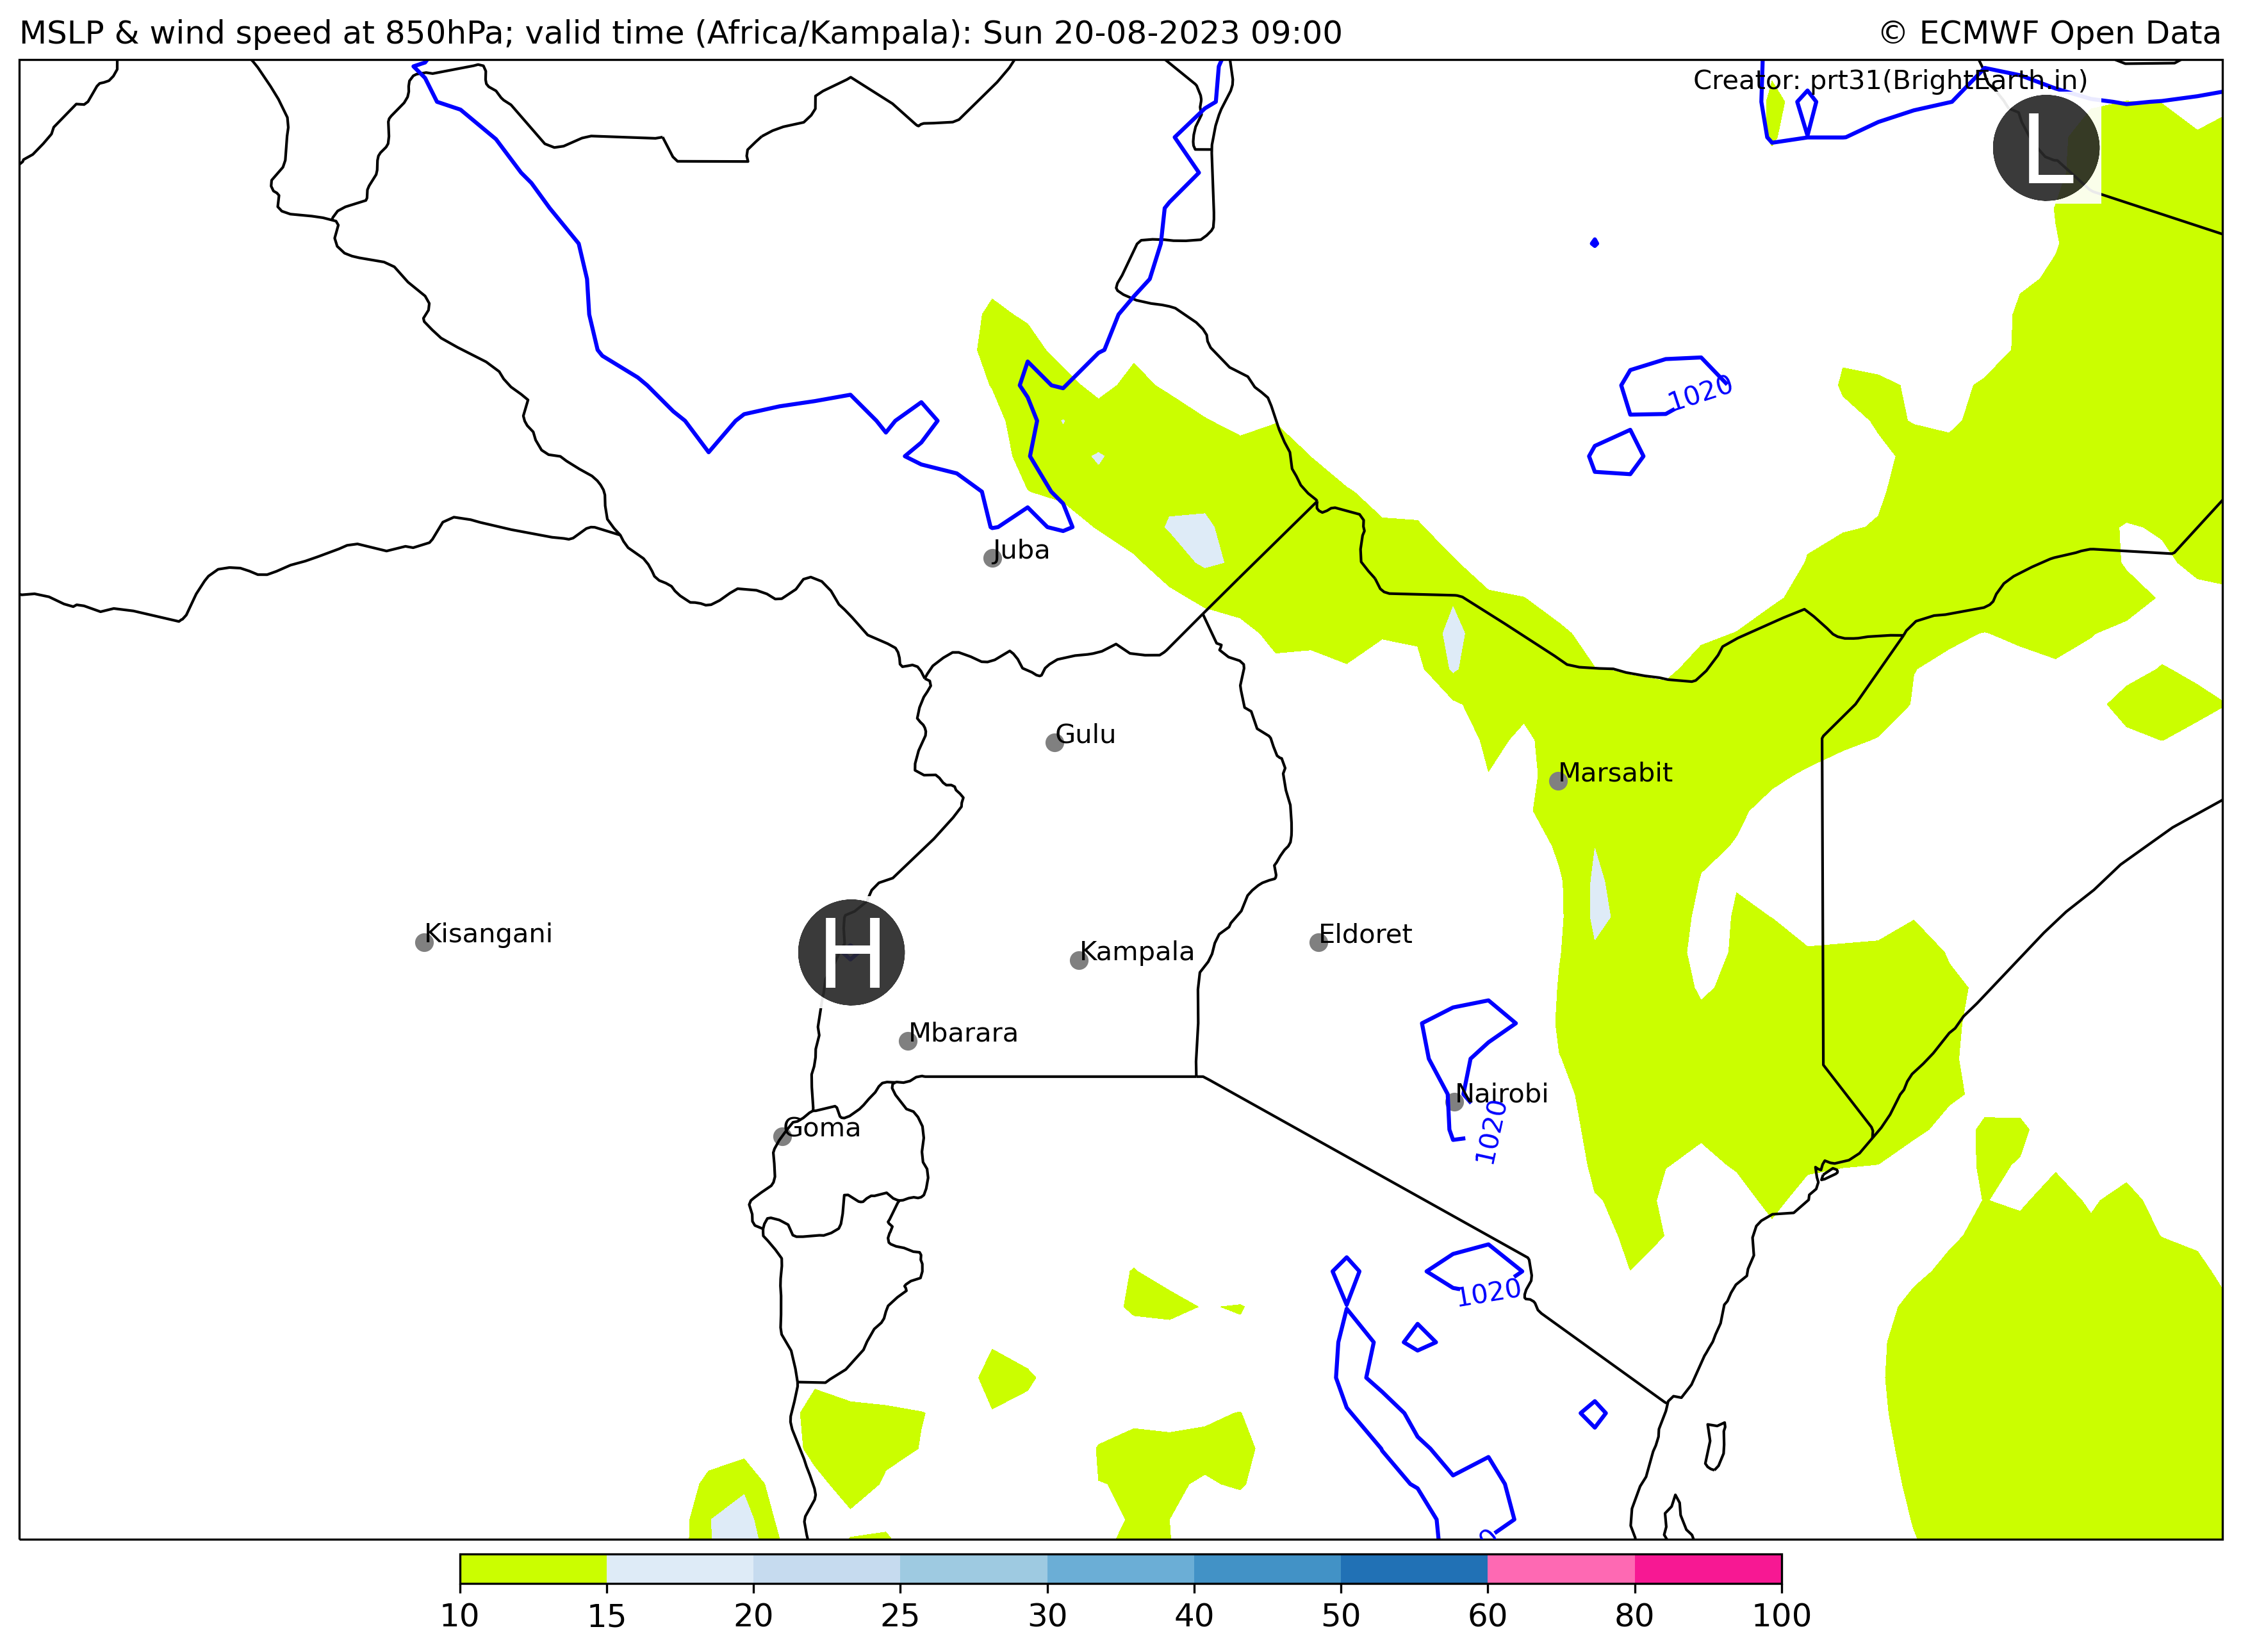 MSLP & wind speed at 850hPa; valid time (Africa/Kampala): Sun 20-08-2023 09:00
© ECMWF Open Data
Creator: prt31(BrightEarth.in)
L
1020
Juba
Gulu
Marsabit
Kisangani
H
Kampala
Eldoret
Mbarara
Nairobi
1020
Goma
1020
10 15 20 25 30 40 50 60 80 100